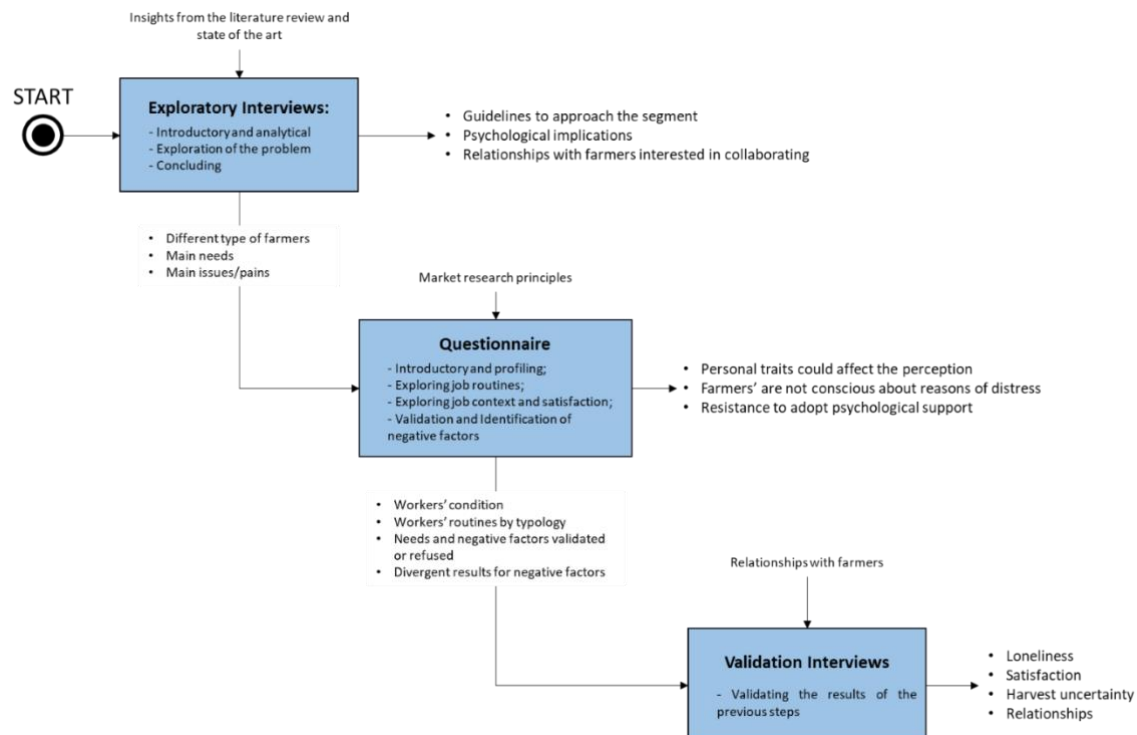 Insights from the literature review and
state of the art
START
Exploratory Interviews:
- Introductory and analytical
- Exploration of the problem
- Concluding
• Guidelines to approach the segment
• Psychological implications
• Relationships with farmers interested in collaborating
• Different type of farmers
• Main needs
• Main issues/pains
Market research principles
Questionnaire
- Introductory and profiling;
- Exploring job routines;
- Exploring job context and satisfaction;
- Validation and Identification of
negative factors
• Personal traits could affect the perception
• Farmers' are not conscious about reasons of distress
• Resistance to adopt psychological support
• Workers' condition
• Workers' routines by typology
• Needs and negative factors validated
or refused
• Divergent results for negative factors
Relationships with farmers
Validation Interviews
- Validating the results of the
previous steps
• Loneliness
• Satisfaction
• Harvest uncertainty
• Relationships